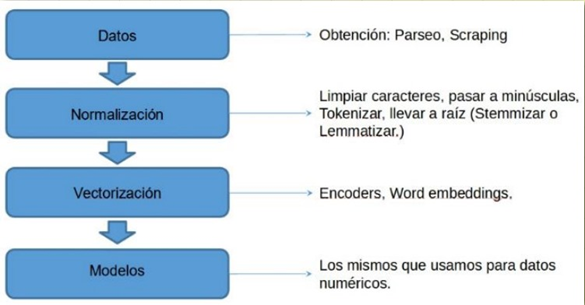 Datos
Obtención: Parseo, Scraping
Normalización
Limpiar caracteres, pasar a minúsculas,
Tokenizar, llevar a raíz (Stemmizar o
Lemmatizar.)
Vectorización
Encoders, Word embeddings.
Modelos
Los mismos que usamos para datos
numéricos.